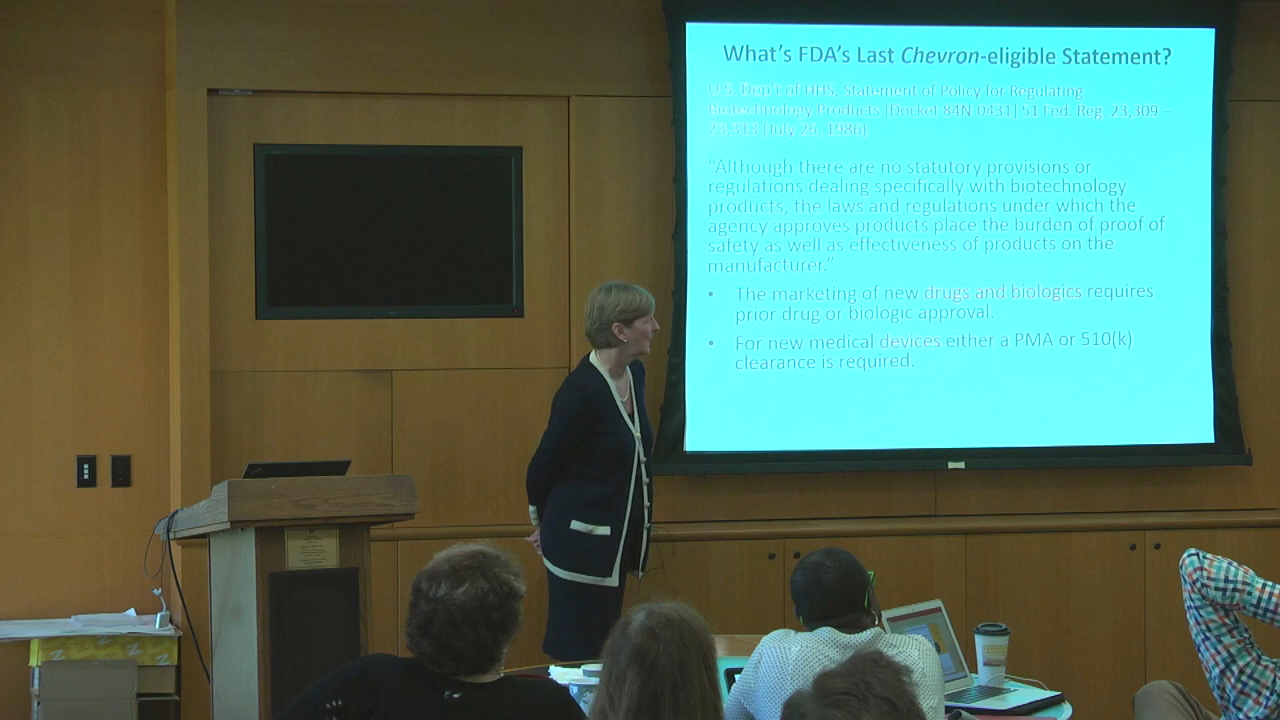 What's FDA's Last Chevron-eligible Statement?
U.S. Dep't of HHS, Statement of Policy for Regulating
Biotechnology Products [Docket 84N-0431] 51 Fed. Reg. 23,309 –
23,313 (July 26, 1986)
"Although there are no statutory provisions or
regulations dealing specifically with biotechnology
products, the laws and regulations under which the
agency approves products place the burden of proof of
safety as well as effectiveness of products on the
manufacturer."
• The marketing of new drugs and biologics requires
prior drug or biologic approval.
• For new medical devices either a PMA or 510(k)
clearance is required.